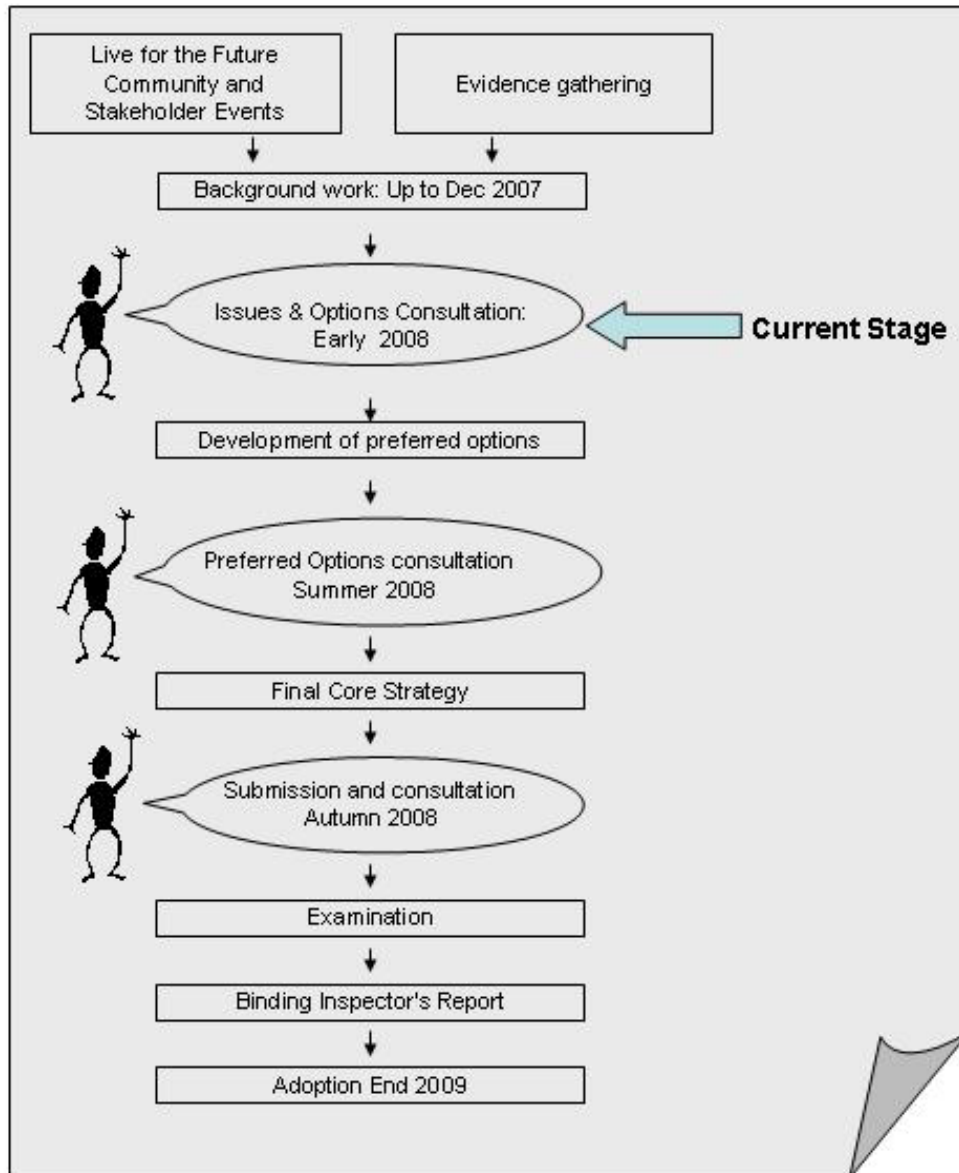 Live for the Future
Community and
Stakeholder Events
Evidence gathering
Background work: Up to Dec 2007
Issues & Options Consultation:
Early 2008
Current Stage
Development of preferred options
Preferred Options consultation
Summer 2008
Final Core Strategy
Submission and consultation
Autumn 2008
Examination
Binding Inspector's Report
Adoption End 2009